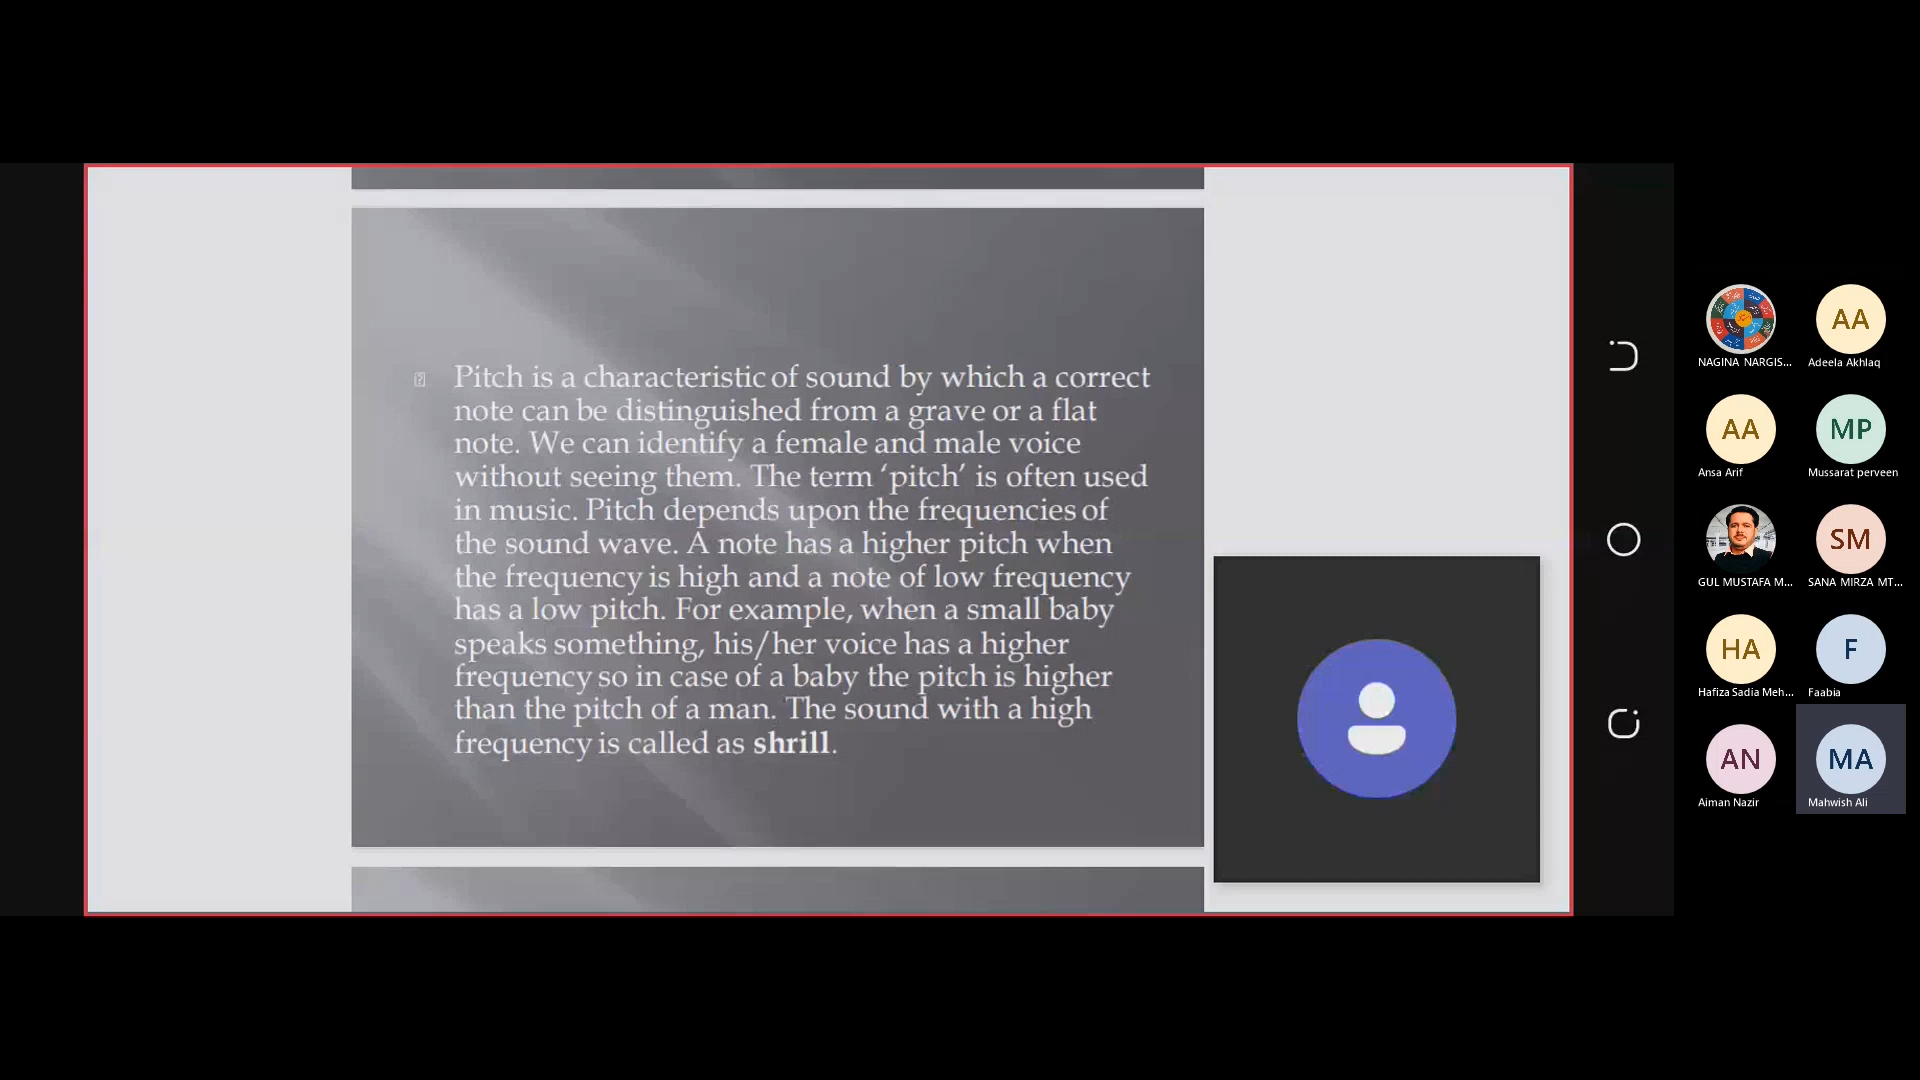 Pitch is a characteristic of sound by which a correct
note can be distinguished from a grave or a flat
note. We can identify a female and male voice
without seeing them. The term ‘pitch’ is often used
in music. Pitch depends upon the frequencies of
the sound wave. A note has a higher pitch when
the frequency is high and a note of low frequency
has a low pitch. For example, when a small baby
speaks something, his/her voice has a higher
frequency so in case of a baby the pitch is higher
than the pitch of a man. The sound with a high
frequency is called as shrill.
NAGINA NARGIS...
AA
Adeela Akhlaq
AA
Ansa Arif
MP
Mussarat perveen
GUL MUSTAFA M...
SM
SANA MIRZA MT...
HA
Hafiza Sadia Meh...
F
Faabia
AN
Aiman Nazir
MA
Mahwish Ali